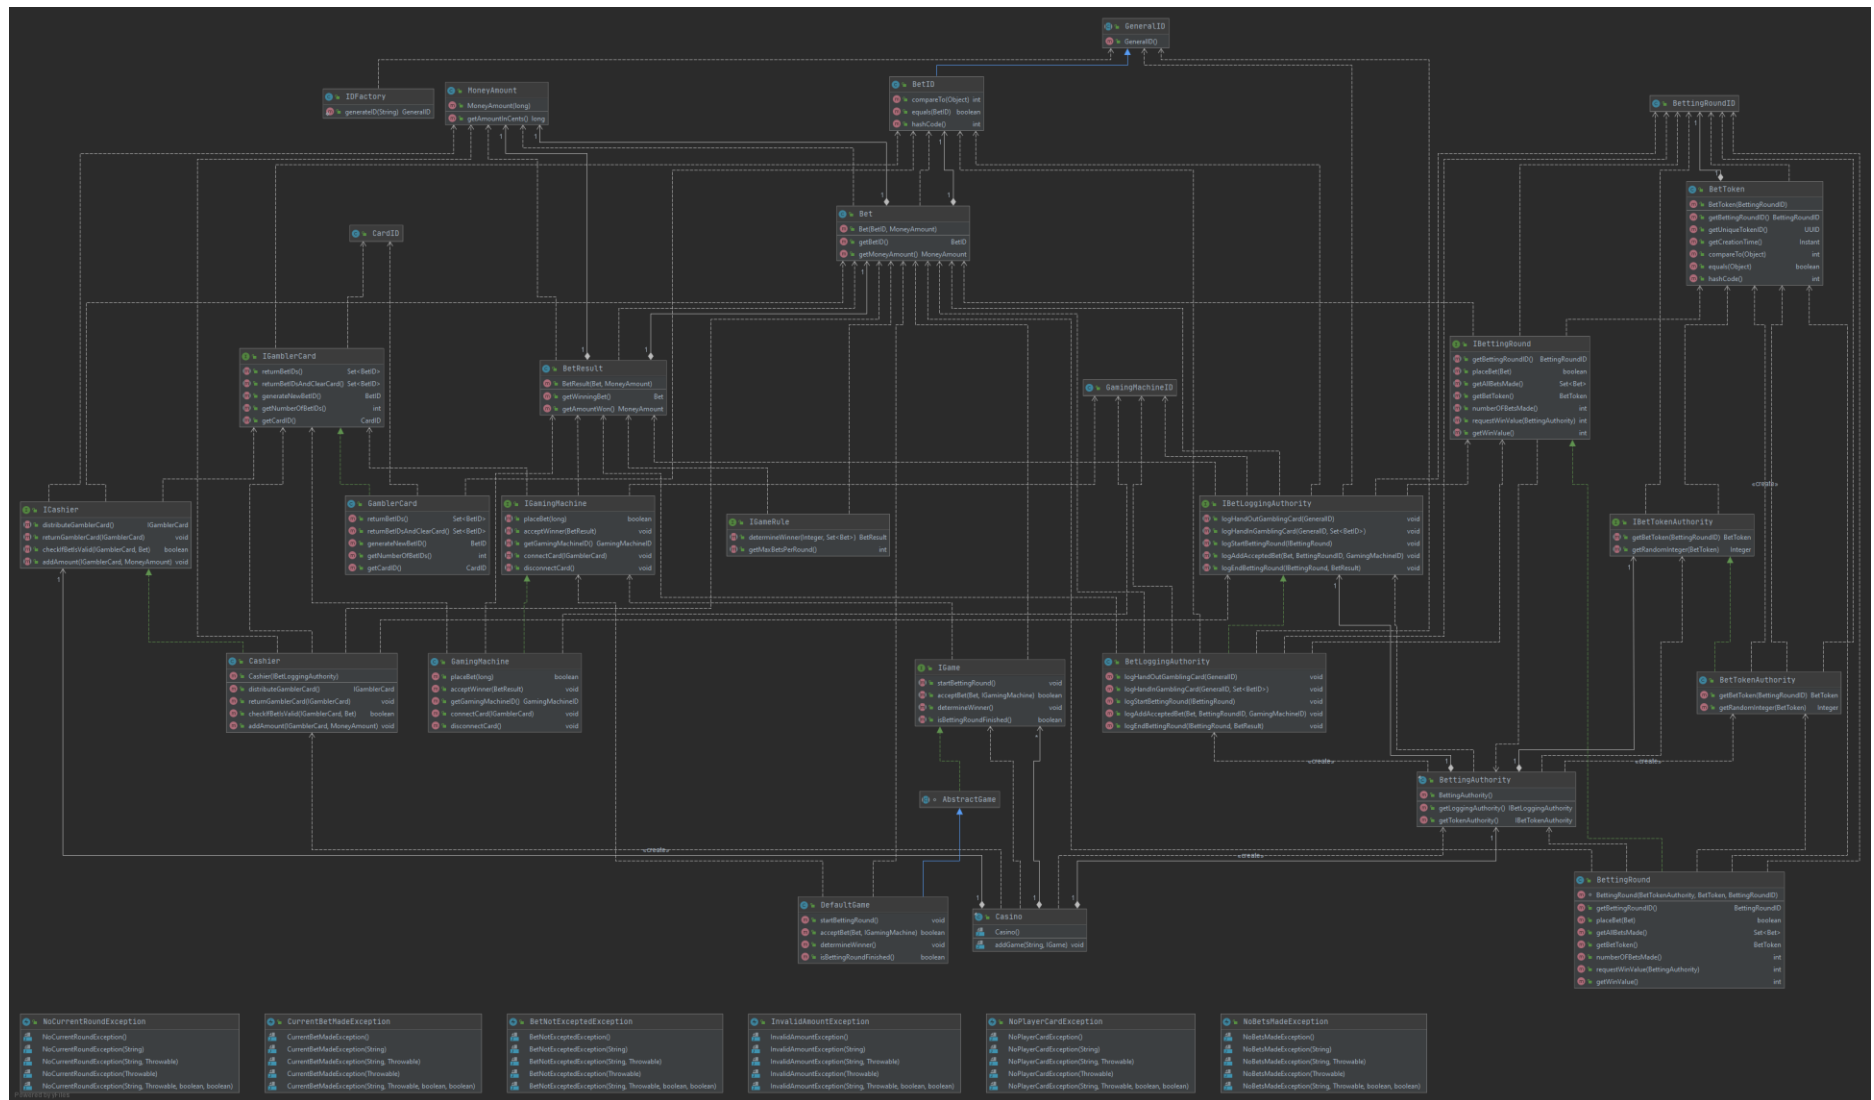 GeneralID
GeneralID()
IDFactory
generateID(String) GeneralID
MoneyAmount
MoneyAmount(long)
getAmountInCents() long
BetID
compareTo(Object) int
equals(BetID) boolean
hashCode() int
BettingRoundID
BetToken
BetToken(BettingRoundID)
getBettingRoundID() BettingRoundID
getUniqueTokenID() UUID
getCreationTime() Instant
compareTo(Object) int
equals(Object) boolean
hashCode() int
Bet
Bet(BetID, MoneyAmount)
getBetID() BetID
getMoneyAmount() MoneyAmount
CardID
IGamblerCard
returnBetIDs() Set<BetID>
returnBetIDsAndClearCard() Set<BetID>
generateNewBetID() BetID
getNumberOfBetIDs() int
getCardID() CardID
BetResult
BetResult(Bet, MoneyAmount)
getWinningBet() Bet
getAmountWon() MoneyAmount
GamingMachineID
IBettingRound
getBettingRoundID() BettingRoundID
placeBet(Bet) boolean
getAllBetsMade() Set<Bet>
getBetToken() BetToken
numberOFBetsMade() int
requestWinValue(BettingAuthority) int
getWinValue() int
ICashier
distributeGamblerCard() IGamblerCard
returnGamblerCard(IGamblerCard) void
checkIfBetIsValid(IGamblerCard, Bet) boolean
addAmount(IGamblerCard, MoneyAmount) void
GamblerCard
returnBetIDs() Set<BetID>
returnBetIDsAndClearCard() Set<BetID>
generateNewBetID() BetID
getNumberOfBetIDs() int
getCardID() CardID
IGamingMachine
placeBet(long) boolean
acceptWinner(BetResult) void
getGamingMachineID() GamingMachineID
connectCard(IGamblerCard) void
disconnectCard() void
IGameRule
determineWinner(Integer, Set<Bet>) BetResult
getMaxBetsPerRound() int
IBetLoggingAuthority
logHandOutGamblingCard(GeneralID) void
logHandInGamblingCard(GeneralID, Set<BetID>) void
logStartBettingRound(IBettingRound) void
logAddAcceptedBet(Bet, BettingRoundID, GamingMachineID) void
logEndBettingRound(IBettingRound, BetResult) void
«create»
IBetTokenAuthority
getBetToken(BettingRoundID) BetToken
getRandomInteger(BetToken) Integer
Cashier
Cashier(IBetLoggingAuthority)
distributeGamblerCard() IGamblerCard
returnGamblerCard(IGamblerCard) void
checkIfBetIsValid(IGamblerCard, Bet) boolean
addAmount(IGamblerCard, MoneyAmount) void
GamingMachine
placeBet(long) boolean
acceptWinner(BetResult) void
getGamingMachineID() GamingMachineID
connectCard(IGamblerCard) void
disconnectCard() void
IGame
startBettingRound() void
acceptBet(Bet, IGamingMachine) boolean
determineWinner() void
isBettingRoundFinished() boolean
BetLoggingAuthority
logHandOutGamblingCard(GeneralID) void
logHandInGamblingCard(GeneralID, Set<BetID>) void
logStartBettingRound(IBettingRound) void
logAddAcceptedBet(Bet, BettingRoundID, GamingMachineID) void
logEndBettingRound(IBettingRound, BetResult) void
BetTokenAuthority
getBetToken(BettingRoundID) BetToken
getRandomInteger(BetToken) Integer
«create»
«create»
BettingAuthority
BettingAuthority()
getLoggingAuthority() IBetLoggingAuthority
getTokenAuthority() IBetTokenAuthority
AbstractGame
«create»
«create»
DefaultGame
startBettingRound() void
acceptBet(Bet, IGamingMachine) boolean
determineWinner() void
isBettingRoundFinished() boolean
Casino
Casino()
addGame(String, IGame) void
BettingRound
BettingRound(BetTokenAuthority, BetToken, BettingRoundID)
getBettingRoundID() BettingRoundID
placeBet(Bet) boolean
getAllBetsMade() Set<Bet>
getBetToken() BetToken
numberOFBetsMade() int
requestWinValue(BettingAuthority) int
getWinValue() int
NoCurrentRoundException
NoCurrentRoundException()
NoCurrentRoundException(String)
NoCurrentRoundException(String, Throwable)
NoCurrentRoundException(Throwable)
NoCurrentRoundException(String, Throwable, boolean, boolean)
CurrentBetMadeException
CurrentBetMadeException()
CurrentBetMadeException(String)
CurrentBetMadeException(String, Throwable)
CurrentBetMadeException(Throwable)
CurrentBetMadeException(String, Throwable, boolean, boolean)
BetNotExceptedException
BetNotExceptedException()
BetNotExceptedException(String)
BetNotExceptedException(String, Throwable)
BetNotExceptedException(Throwable)
BetNotExceptedException(String, Throwable, boolean, boolean)
InvalidAmountException
InvalidAmountException()
InvalidAmountException(String)
InvalidAmountException(String, Throwable)
InvalidAmountException(Throwable)
InvalidAmountException(String, Throwable, boolean, boolean)
NoPlayerCardException
NoPlayerCardException()
NoPlayerCardException(String)
NoPlayerCardException(String, Throwable)
NoPlayerCardException(Throwable)
NoPlayerCardException(String, Throwable, boolean, boolean)
NoBetsMadeException
NoBetsMadeException()
NoBetsMadeException(String)
NoBetsMadeException(String, Throwable)
NoBetsMadeException(Throwable)
NoBetsMadeException(String, Throwable, boolean, boolean)
Powered by yFiles